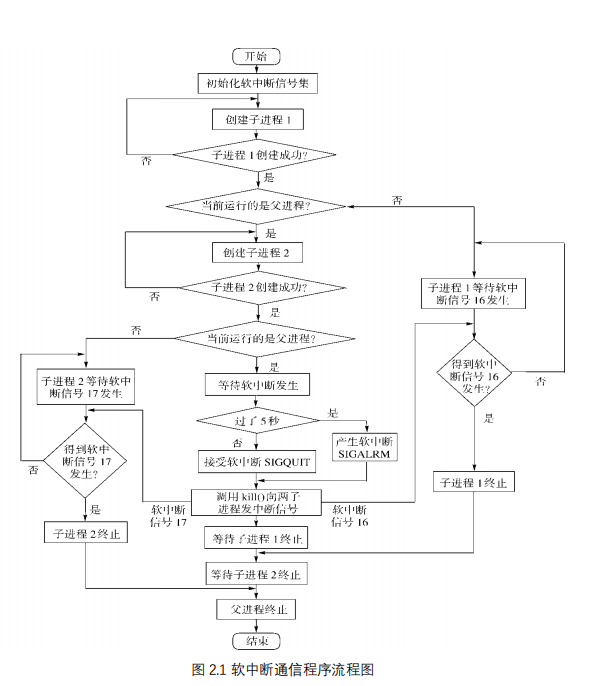 开始
初始化软中断信号集
创建子进程 1
子进程 1 创建成功?
否
是
当前运行的是父进程?
否
是
创建子进程 2
子进程 2 创建成功?
否
是
子进程 1 等待软中
断信号 16 发生
当前运行的是父进程?
否
是
得到软中
断信号 16
发生?
否
是
子进程 2 等待软中
断信号 17 发生
等待软中断发生
过了 5 秒
是
否
产生软中断
SIGALRM
得到软中
断信号 17
发生?
否
是
接受软中断 SIGQUIT
子进程 1 终止
调用 kill()向两子
进程发中断信号
软中断
信号 17
软中断
信号 16
子进程 2 终止
等待子进程 1 终止
等待子进程 2 终止
父进程终止
结束
图 2.1 软中断通信程序流程图